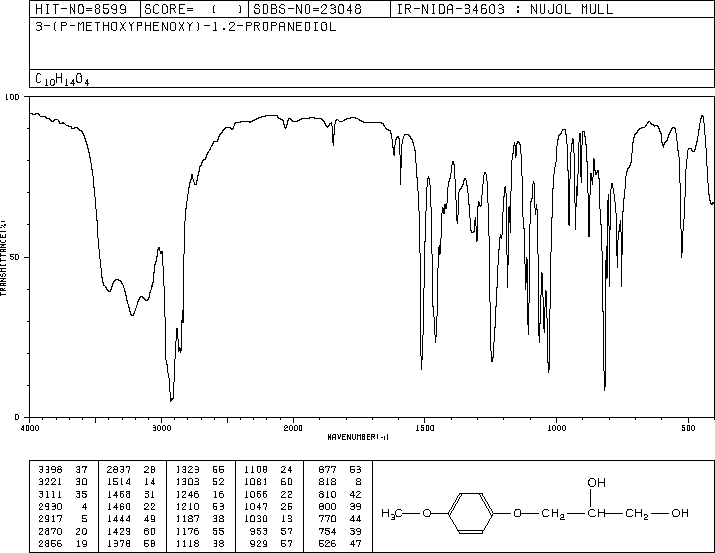 HIT-NO=8599 SCORE= ( ) SDBS-NO=23048 IR-NIDA-34603 : NUJOL MULL
3-(P-METHOXYPHENOXY)-1,2-PROPANEDIOL
C10H14O4
100
50
0
TRANSMITTANCE(%)
4000 3000 2000 1500 1000 500
WAVENUMBER(-1)
3398 37 2837 28 1323 55 1108 24 877 53
3221 30 1514 14 1303 52 1081 60 818 8
3111 35 1468 31 1246 16 1066 22 810 42
2930 4 1460 22 1210 53 1047 25 800 39
2917 5 1444 49 1187 38 1030 13 770 44
2870 20 1429 60 1176 55 953 57 754 39
2856 19 1378 58 1118 38 929 57 526 47
OH
H3C O O CH2 CH CH2 OH